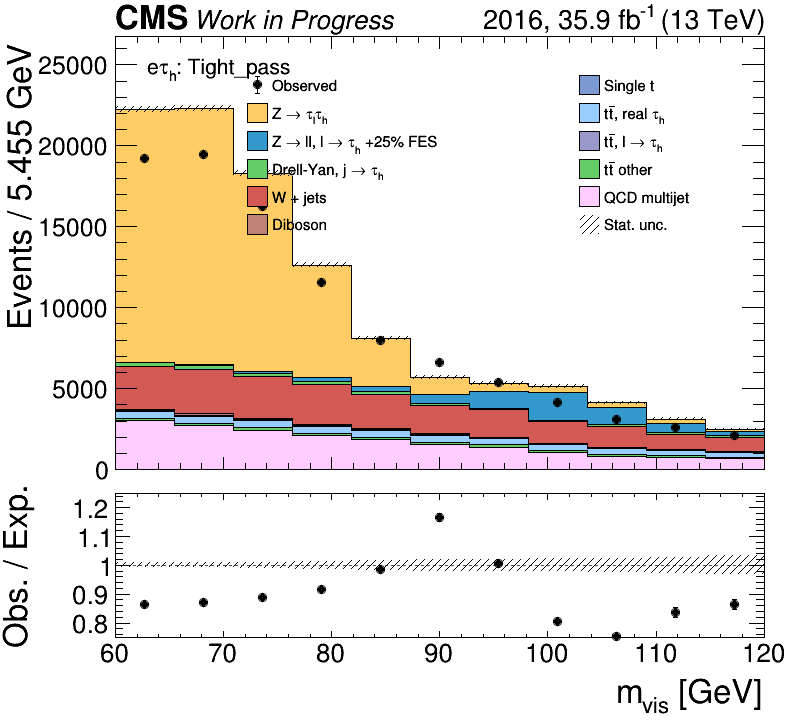 CMS Work in Progress 2016, 35.9 fb⁻¹ (13 TeV)
eτh: Tight_pass
Observed
Z → τlτh
Z → ll, l → τh +25% FES
Drell-Yan, j → τh
W + jets
Diboson
Single t
tt̄, real τh
tt̄, l → τh
tt̄ other
QCD multijet
Stat. unc.
Events / 5.455 GeV
25000
20000
15000
10000
5000
0
Obs. / Exp.
1.2
1.1
1
0.9
0.8
60 70 80 90 100 110 120
mvis [GeV]